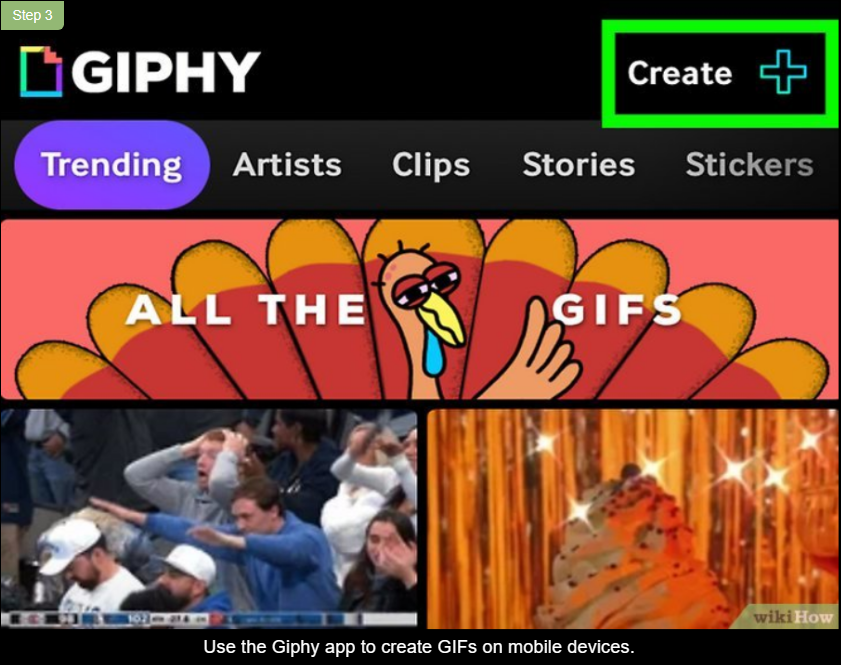 Step 3
GIPHY
Create
Trending Artists Clips Stories Stickers
ALL THE GIFS
102
wikiHow
Use the Giphy app to create GIFs on mobile devices.